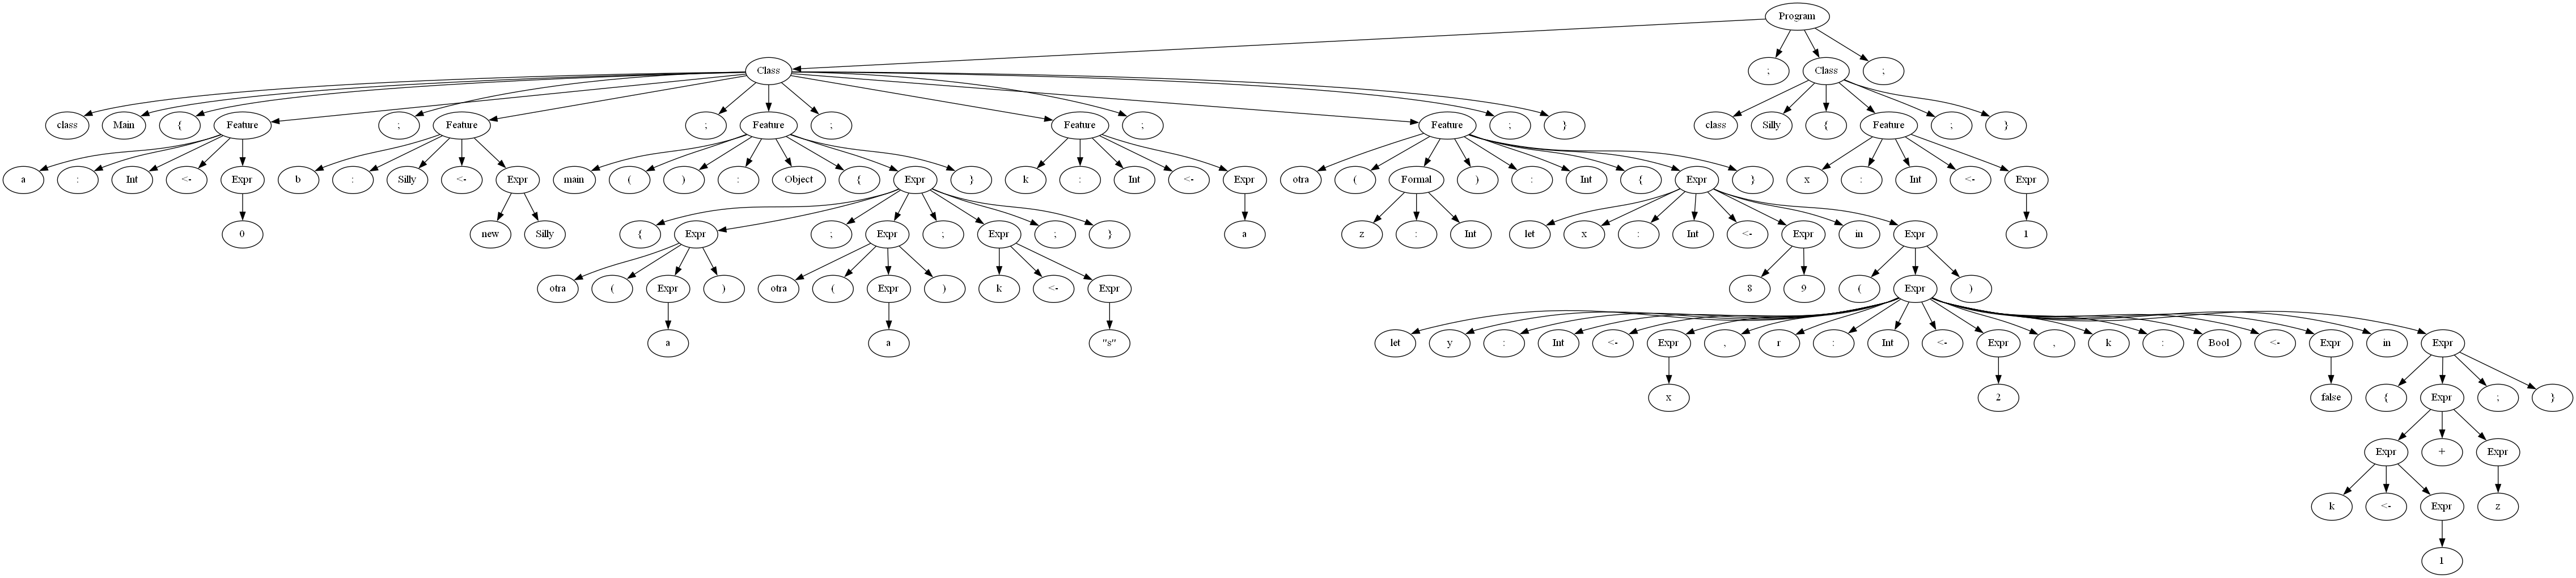 Program
Class ; Class ;
class Main { Feature ; Feature ; Feature ; Feature ; Feature ; } class Silly { Feature ; }
a : Int <- Expr b : Silly <- Expr main ( ) : Object { Expr } k : Int <- Expr otra ( Formal ) : Int { Expr } x : Int <- Expr
0 new Silly { Expr ; Expr ; Expr ; } a z : Int let x : Int <- Expr in Expr 1
otra ( Expr ) otra ( Expr ) k <- Expr 8 9 ( Expr )
a a "s" let y : Int <- Expr , r : Int <- Expr , k : Bool <- Expr in Expr
x 2 false { Expr ; }
Expr + Expr
k <- Expr z
1